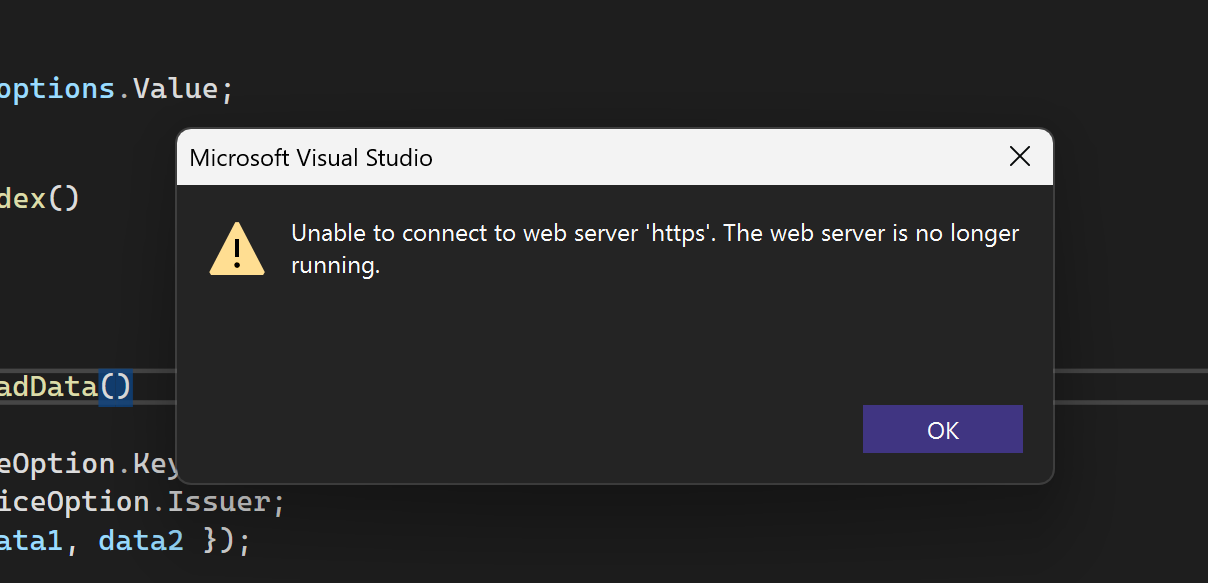 options.Value;
Microsoft Visual Studio
dex()
Unable to connect to web server 'https'. The web server is no longer
running.
adData()
OK
eOption.Key
iceOption.Issuer;
ata1, data2 });